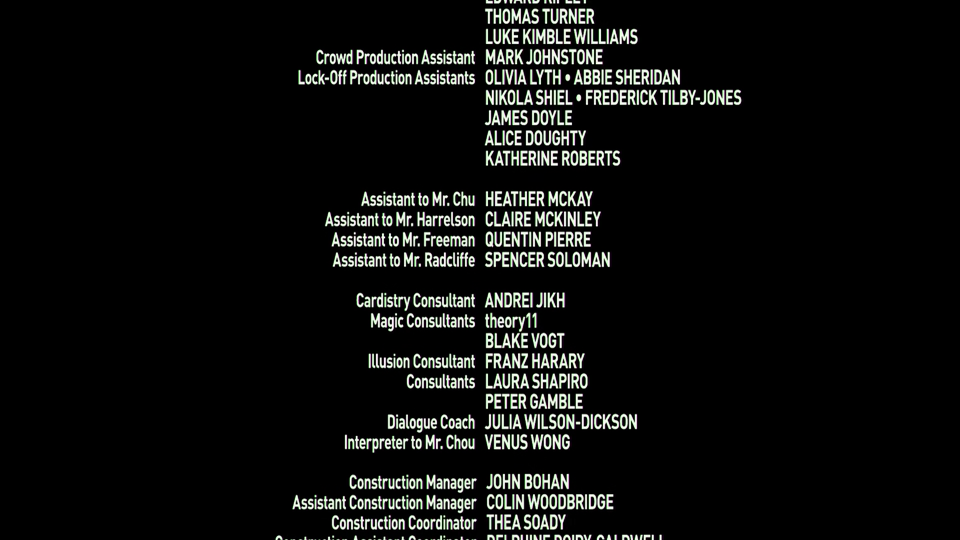 EDWARD RIPLEY
THOMAS TURNER
LUKE KIMBLE WILLIAMS
Crowd Production Assistant MARK JOHNSTONE
Lock-Off Production Assistants OLIVIA LYTH • ABBIE SHERIDAN
NIKOLA SHIEL • FREDERICK TILBY-JONES
JAMES DOYLE
ALICE DOUGHTY
KATHERINE ROBERTS
Assistant to Mr. Chu HEATHER MCKAY
Assistant to Mr. Harrelson CLAIRE MCKINLEY
Assistant to Mr. Freeman QUENTIN PIERRE
Assistant to Mr. Radcliffe SPENCER SOLOMAN
Cardistry Consultant ANDREI JIKH
Magic Consultants theory11
BLAKE VOGT
Illusion Consultant FRANZ HARARY
Consultants LAURA SHAPIRO
PETER GAMBLE
Dialogue Coach JULIA WILSON-DICKSON
Interpreter to Mr. Chou VENUS WONG
Construction Manager JOHN BOHAN
Assistant Construction Manager COLIN WOODBRIDGE
Construction Coordinator THEA SOADY
Construction Assistant Coordinator